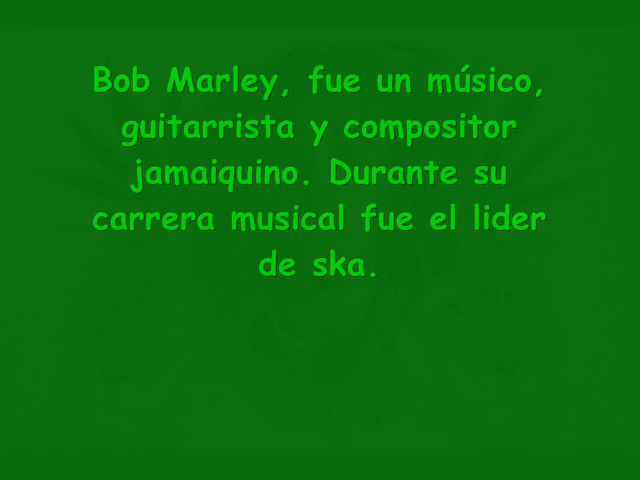 Bob Marley, fue un músico,
guitarrista y compositor
jamaiquino. Durante su
carrera musical fue el lider
de ska.